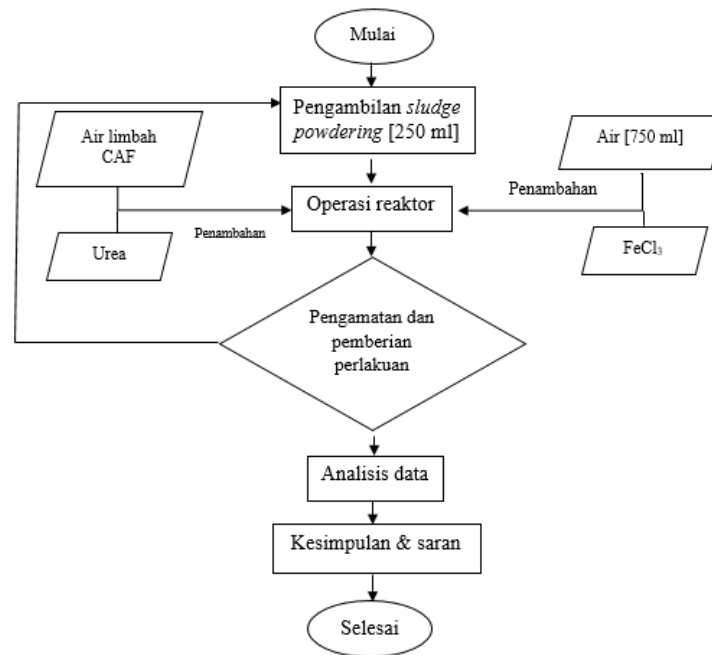 Mulai
Pengambilan sludge
powdering [250 ml]
Air limbah
CAF
Air [750 ml]
Operasi reaktor
Penambahan
Penambahan
Urea
FeCl₃
Pengamatan dan
pemberian
perlakuan
Analisis data
Kesimpulan & saran
Selesai